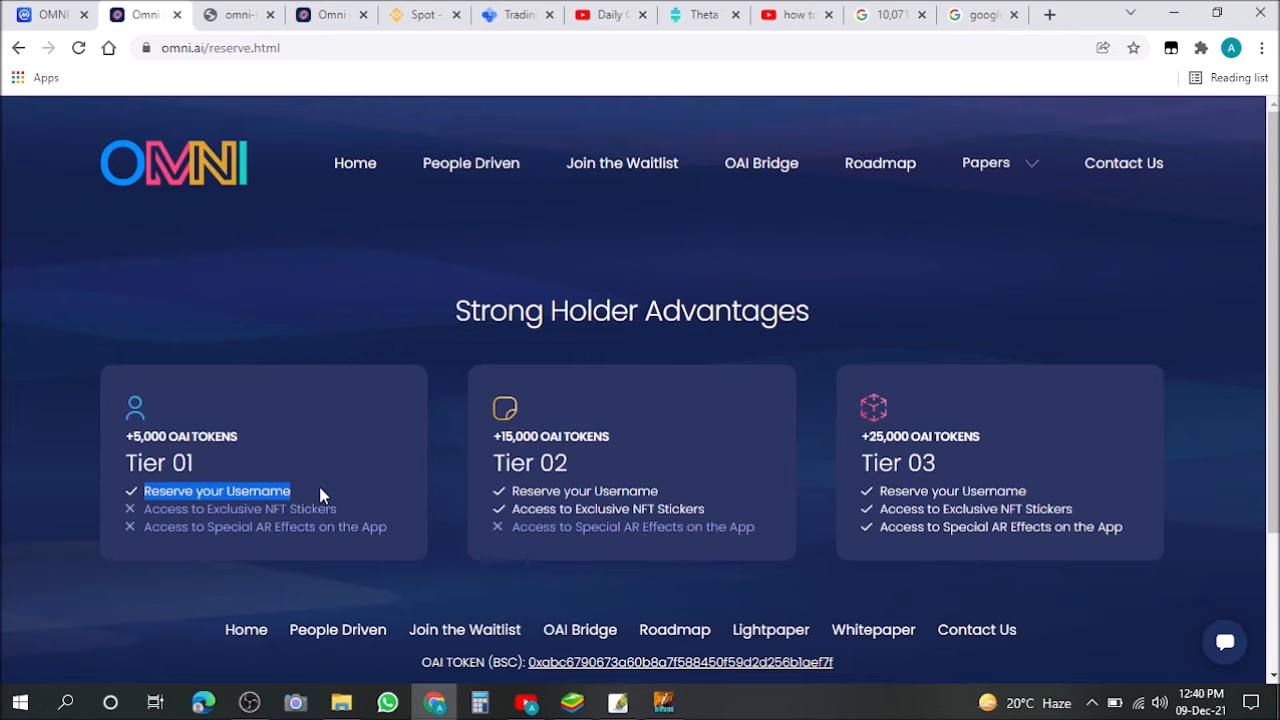 OMNI
Omni
omni-
Omni
Spot -
Trading
Daily
Theta
how to
10,071
google
omni.ai/reserve.html
A
Apps
Reading list
OMNI
Home
People Driven
Join the Waitlist
OAI Bridge
Roadmap
Papers
Contact Us
Strong Holder Advantages
+5,000 OAI TOKENS
Tier 01
Reserve your Username
Access to Exclusive NFT Stickers
Access to Special AR Effects on the App
+15,000 OAI TOKENS
Tier 02
Reserve your Username
Access to Exclusive NFT Stickers
Access to Special AR Effects on the App
+25,000 OAI TOKENS
Tier 03
Reserve your Username
Access to Exclusive NFT Stickers
Access to Special AR Effects on the App
Home
People Driven
Join the Waitlist
OAI Bridge
Roadmap
Lightpaper
Whitepaper
Contact Us
OAI TOKEN (BSC): 0xabc6790673a60b8a7f588450f59d2d256b1aef7f
20°C Haze
12:40 PM
09-Dec-21